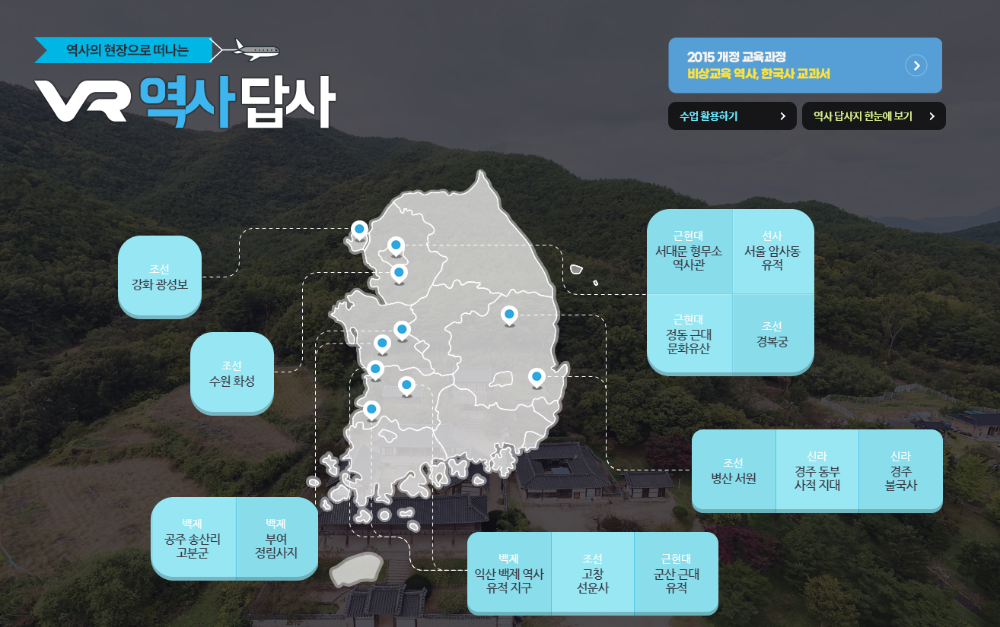 역사의 현장으로 떠나는
VR 역사 답사
2015 개정 교육과정
비상교육 역사, 한국사 교과서
수업 활용하기
역사 답사지 한눈에 보기
조선
강화 광성보
조선
수원 화성
백제
공주 송산리
고분군
백제
부여
정림사지
근현대
서대문 형무소
역사관
선사
서울 암사동
유적
근현대
정동 근대
문화유산
조선
경복궁
조선
병산 서원
신라
경주 동부
사적 지대
신라
경주
불국사
백제
익산 백제 역사
유적 지구
조선
고창
선운사
근현대
군산 근대
유적